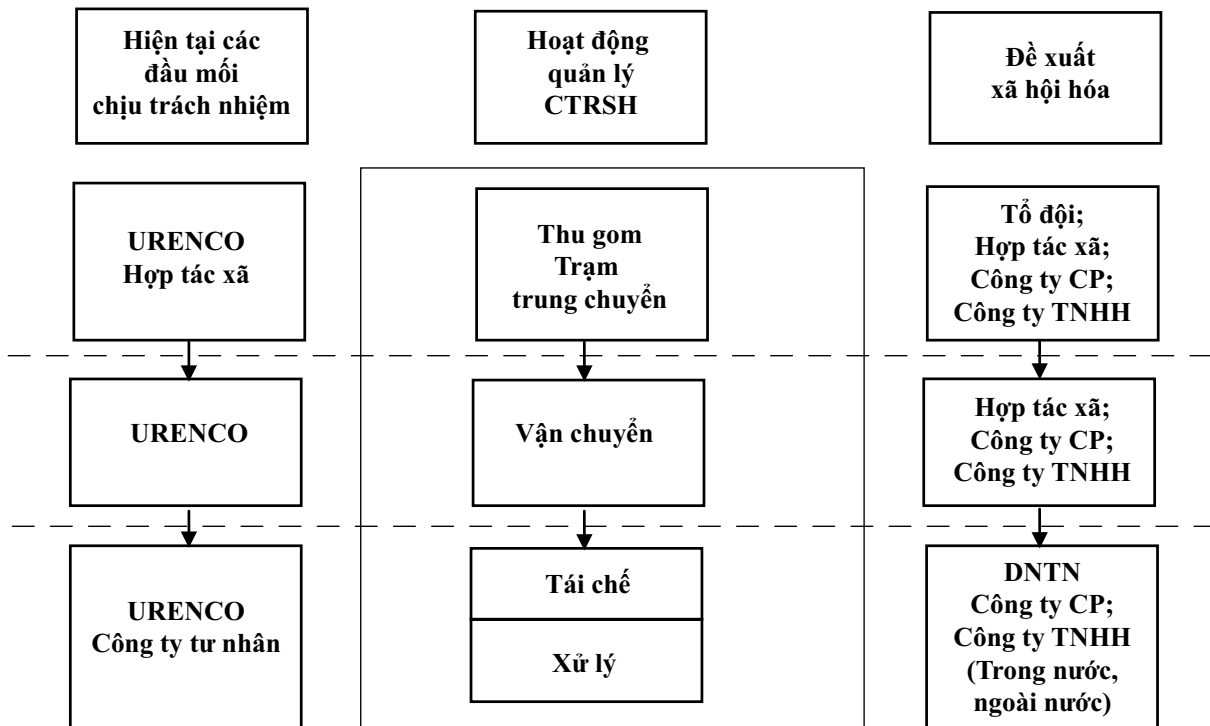 Hiện tại các
đầu mối
chịu trách nhiệm
Hoạt động
quản lý
CTRSH
Đề xuất
xã hội hóa
URENCO
Hợp tác xã
Thu gom
Trạm
trung chuyển
Tổ đội;
Hợp tác xã;
Công ty CP;
Công ty TNHH
URENCO
Vận chuyển
Hợp tác xã;
Công ty CP;
Công ty TNHH
URENCO
Công ty tư nhân
Tái chế
Xử lý
DNTN
Công ty CP;
Công ty TNHH
(Trong nước,
ngoài nước)